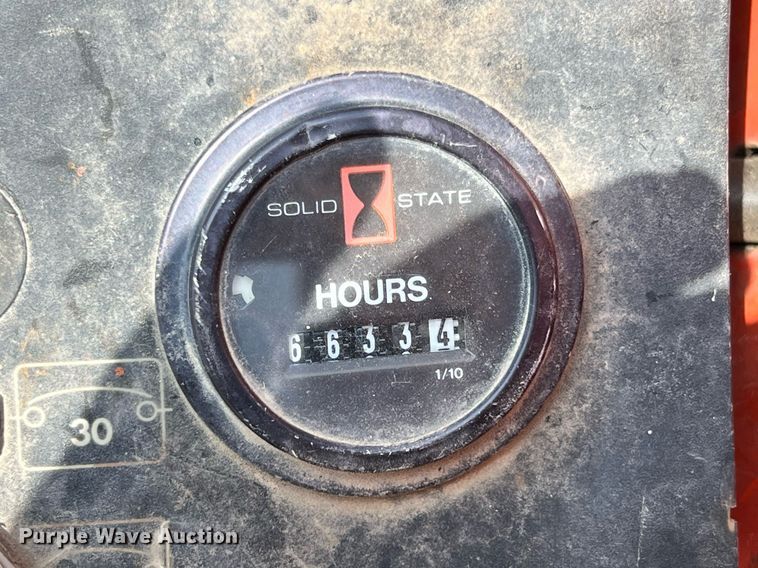 SOLID STATE
HOURS
6 6 3 3 4
1/10
30
Purple Wave Auction